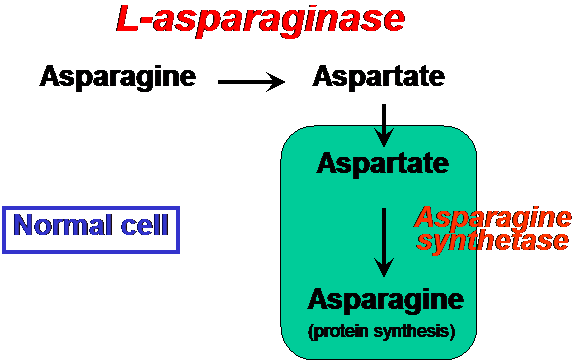 L-asparaginase
Asparagine
Aspartate
Aspartate
Normal cell
Asparagine
synthetase
Asparagine
(protein synthesis)